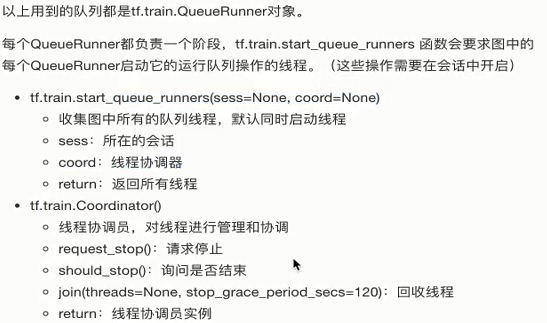 以上用到的队列都是tf.train.QueueRunner对象。
每个QueueRunner都负责一个阶段，tf.train.start_queue_runners 函数会要求图中的
每个QueueRunner启动它的运行队列操作的线程。（这些操作需要在会话中开启）
• tf.train.start_queue_runners(sess=None, coord=None)
◦ 收集图中所有的队列线程，默认同时启动线程
◦ sess：所在的会话
◦ coord：线程协调器
◦ return：返回所有线程
• tf.train.Coordinator()
◦ 线程协调员，对线程进行管理和协调
◦ request_stop()：请求停止
◦ should_stop()：询问是否结束
◦ join(threads=None, stop_grace_period_secs=120)：回收线程
◦ return：线程协调员实例